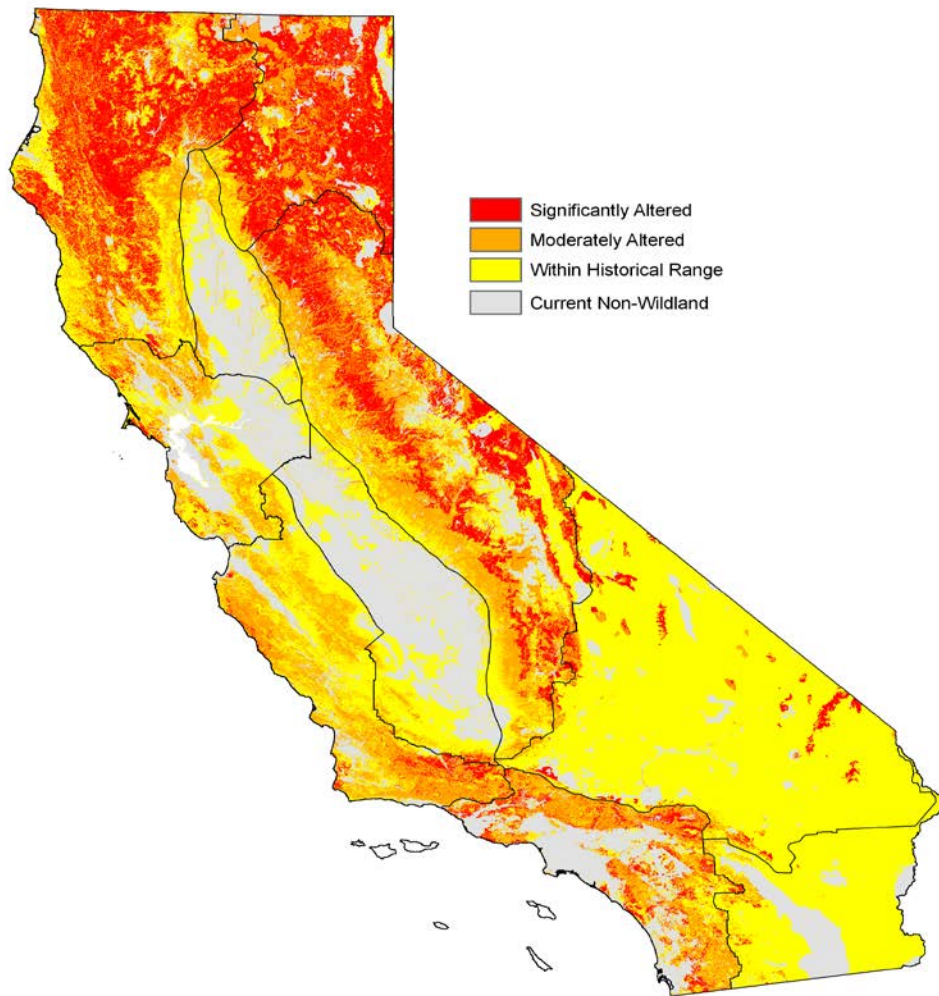 Significantly Altered
Moderately Altered
Within Historical Range
Current Non-Wildland